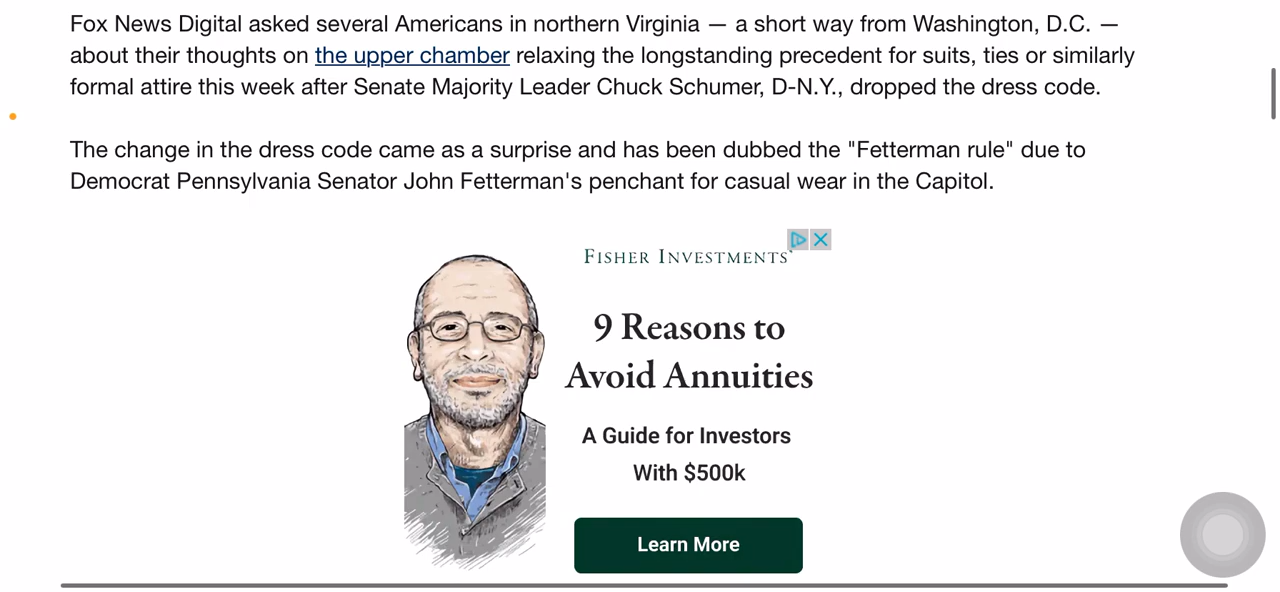 Fox News Digital asked several Americans in northern Virginia — a short way from Washington, D.C. —
about their thoughts on the upper chamber relaxing the longstanding precedent for suits, ties or similarly
formal attire this week after Senate Majority Leader Chuck Schumer, D-N.Y., dropped the dress code.
The change in the dress code came as a surprise and has been dubbed the "Fetterman rule" due to
Democrat Pennsylvania Senator John Fetterman's penchant for casual wear in the Capitol.
FISHER INVESTMENTS
9 Reasons to
Avoid Annuities
A Guide for Investors
With $500k
Learn More